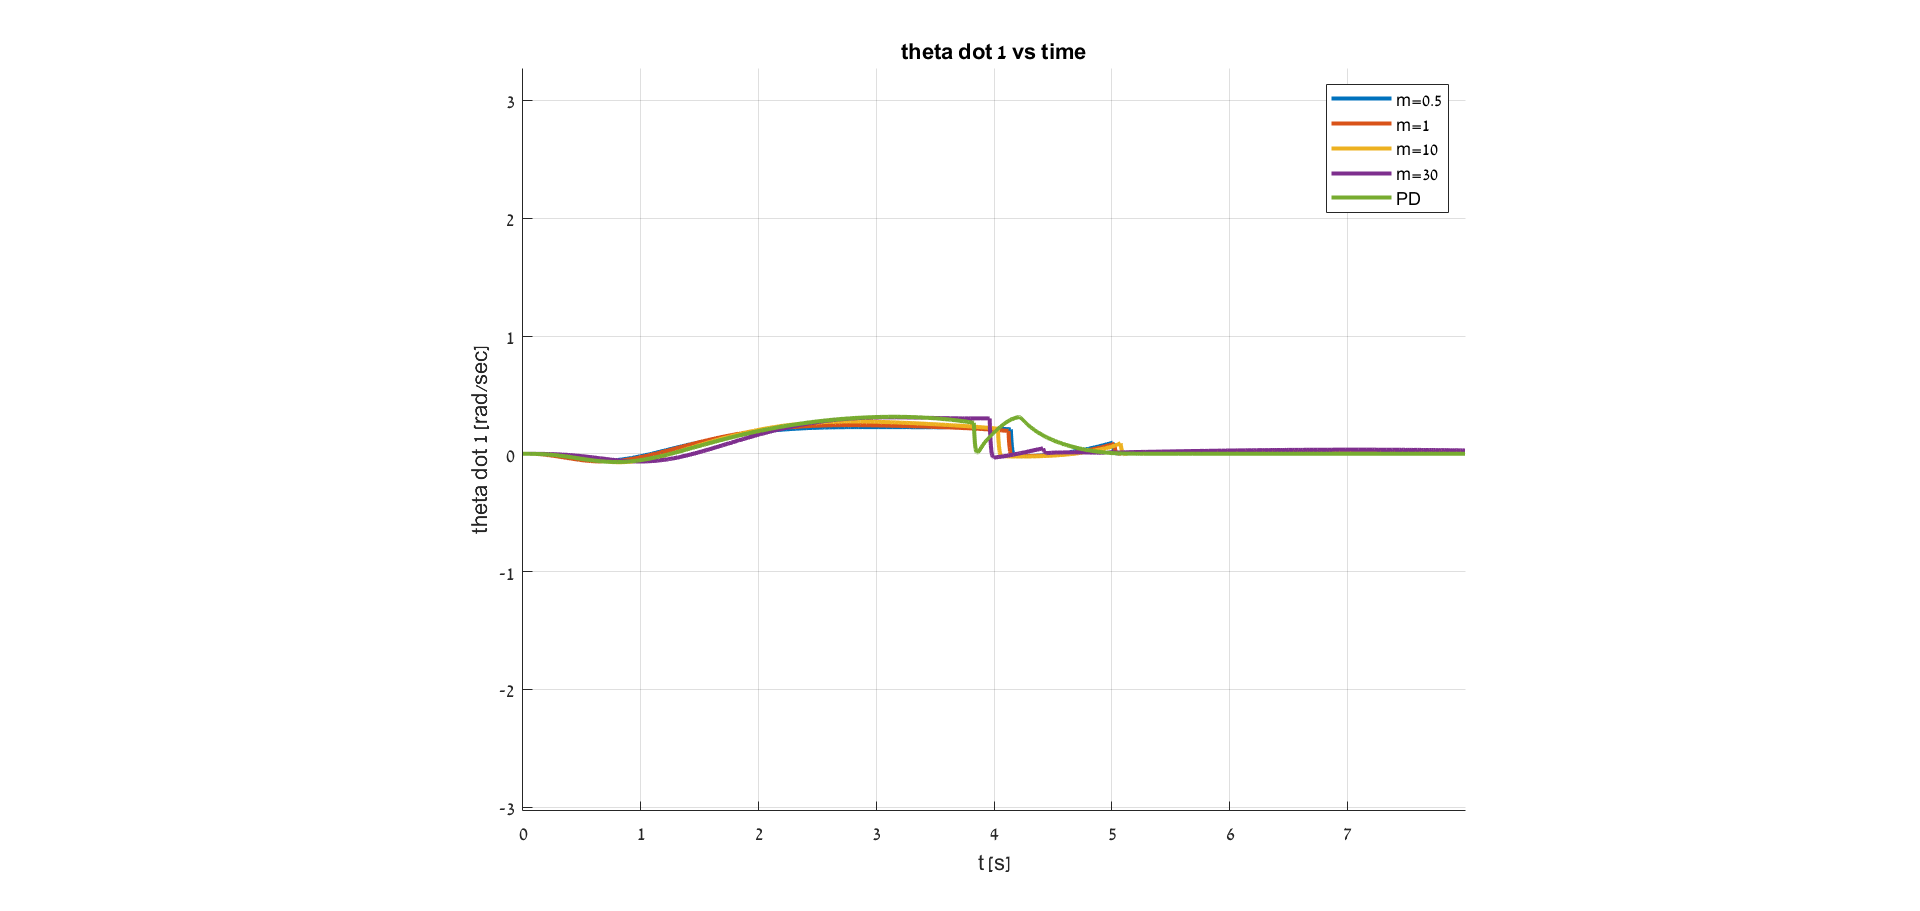 theta dot 1 vs time
3
2
1
0
-1
-2
-3
theta dot 1 [rad/sec]
0 1 2 3 4 5 6 7
t [s]
m=0.5
m=1
m=10
m=30
PD